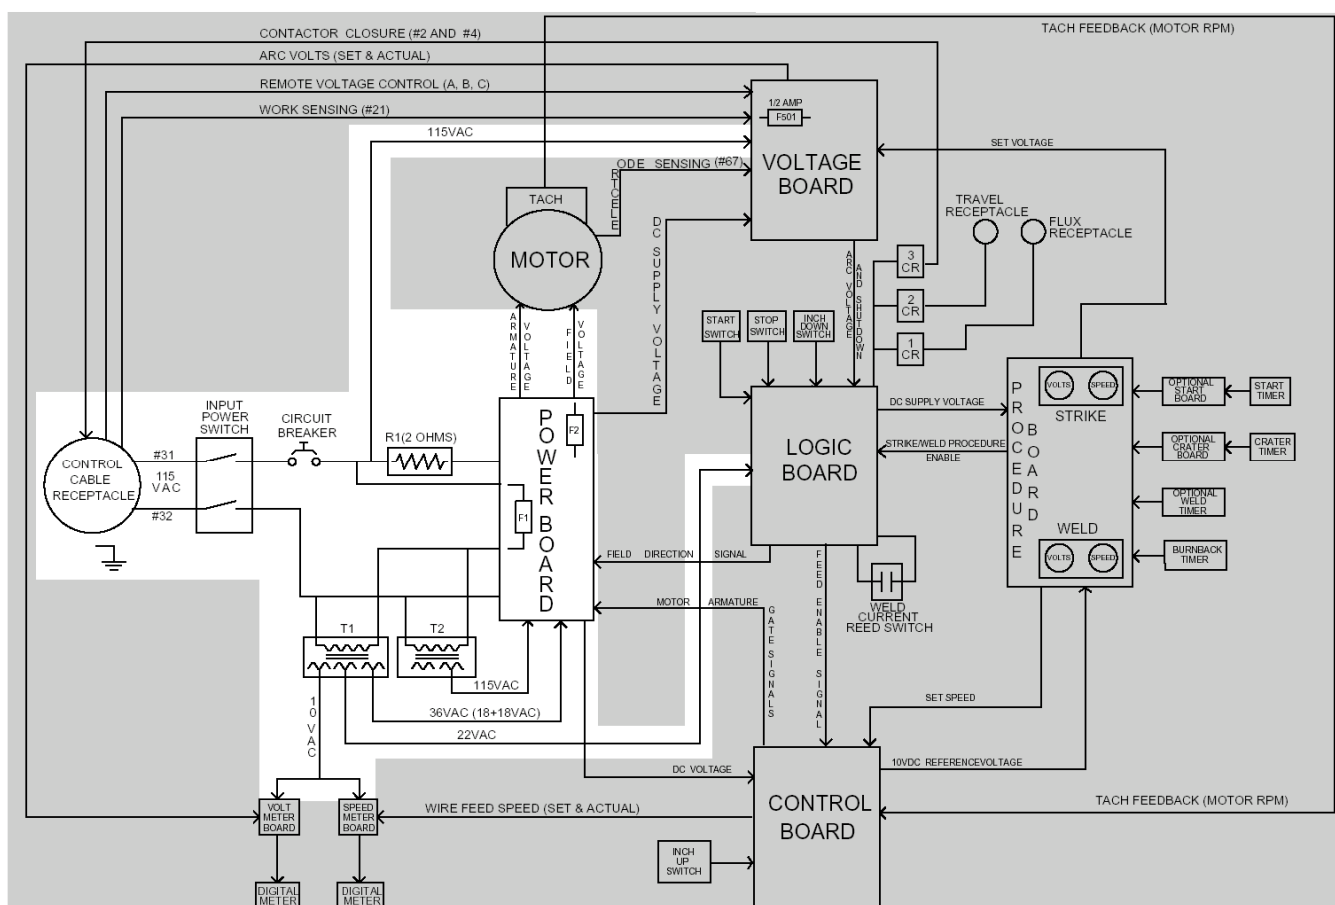 TACH FEEDBACK (MOTOR RPM)
CONTACTOR CLOSURE (#2 AND #4)
ARC VOLTS (SET & ACTUAL)
REMOTE VOLTAGE CONTROL (A, B, C)
WORK SENSING (#21)
115VAC
1/2 AMP
F501
VOLTAGE
BOARD
ODE SENSING (#67)
RTCELE
SET VOLTAGE
TACH
MOTOR
DC SUPPLY VOLTAGE
TRAVEL
RECEPTACLE
FLUX
RECEPTACLE
ARC VOLTAGE
AND SHUTDOWN
3
CR
2
CR
1
CR
START
SWITCH
STOP
SWITCH
INCH
DOWN
SWITCH
ARMATURE
VOLTAGE
FIELD
VOLTAGE
INPUT
POWER
SWITCH
CIRCUIT
BREAKER
R1(2 OHMS)
F2
POWER BOARD
F1
CONTROL
CABLE
RECEPTACLE
#31
115
VAC
#32
LOGIC
BOARD
DC SUPPLY VOLTAGE
STRIKE/WELD PROCEDURE
ENABLE
PROCEDURE
BOARD
VOLTS
SPEED
STRIKE
WELD
VOLTS
SPEED
OPTIONAL
START
BOARD
START
TIMER
OPTIONAL
CRATER
BOARD
CRATER
TIMER
OPTIONAL
WELD
TIMER
BURNBACK
TIMER
FIELD DIRECTION SIGNAL
MOTOR ARMATURE
GATE SIGNALS
FEED ENABLE SIGNAL
WELD
CURRENT
REED SWITCH
T1
T2
115VAC
36VAC (18+18VAC)
22VAC
10 VAC
SET SPEED
10VDC REFERENCEVOLTAGE
DC VOLTAGE
CONTROL
BOARD
TACH FEEDBACK (MOTOR RPM)
VOLT
METER
BOARD
SPEED
METER
BOARD
WIRE FEED SPEED (SET & ACTUAL)
INCH
UP
SWITCH
DIGITAL
METER
DIGITAL
METER